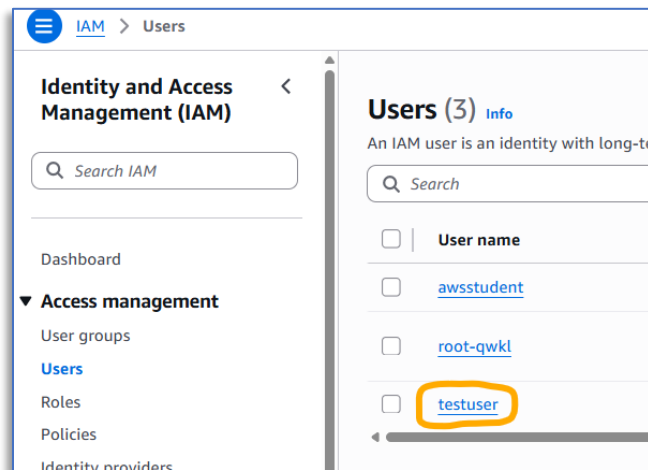 IAM > Users
Identity and Access
Management (IAM)
Search IAM
Dashboard
Access management
User groups
Users
Roles
Policies
Identity providers
Users (3) Info
An IAM user is an identity with long-te
Search
User name
awsstudent
root-qwkl
testuser